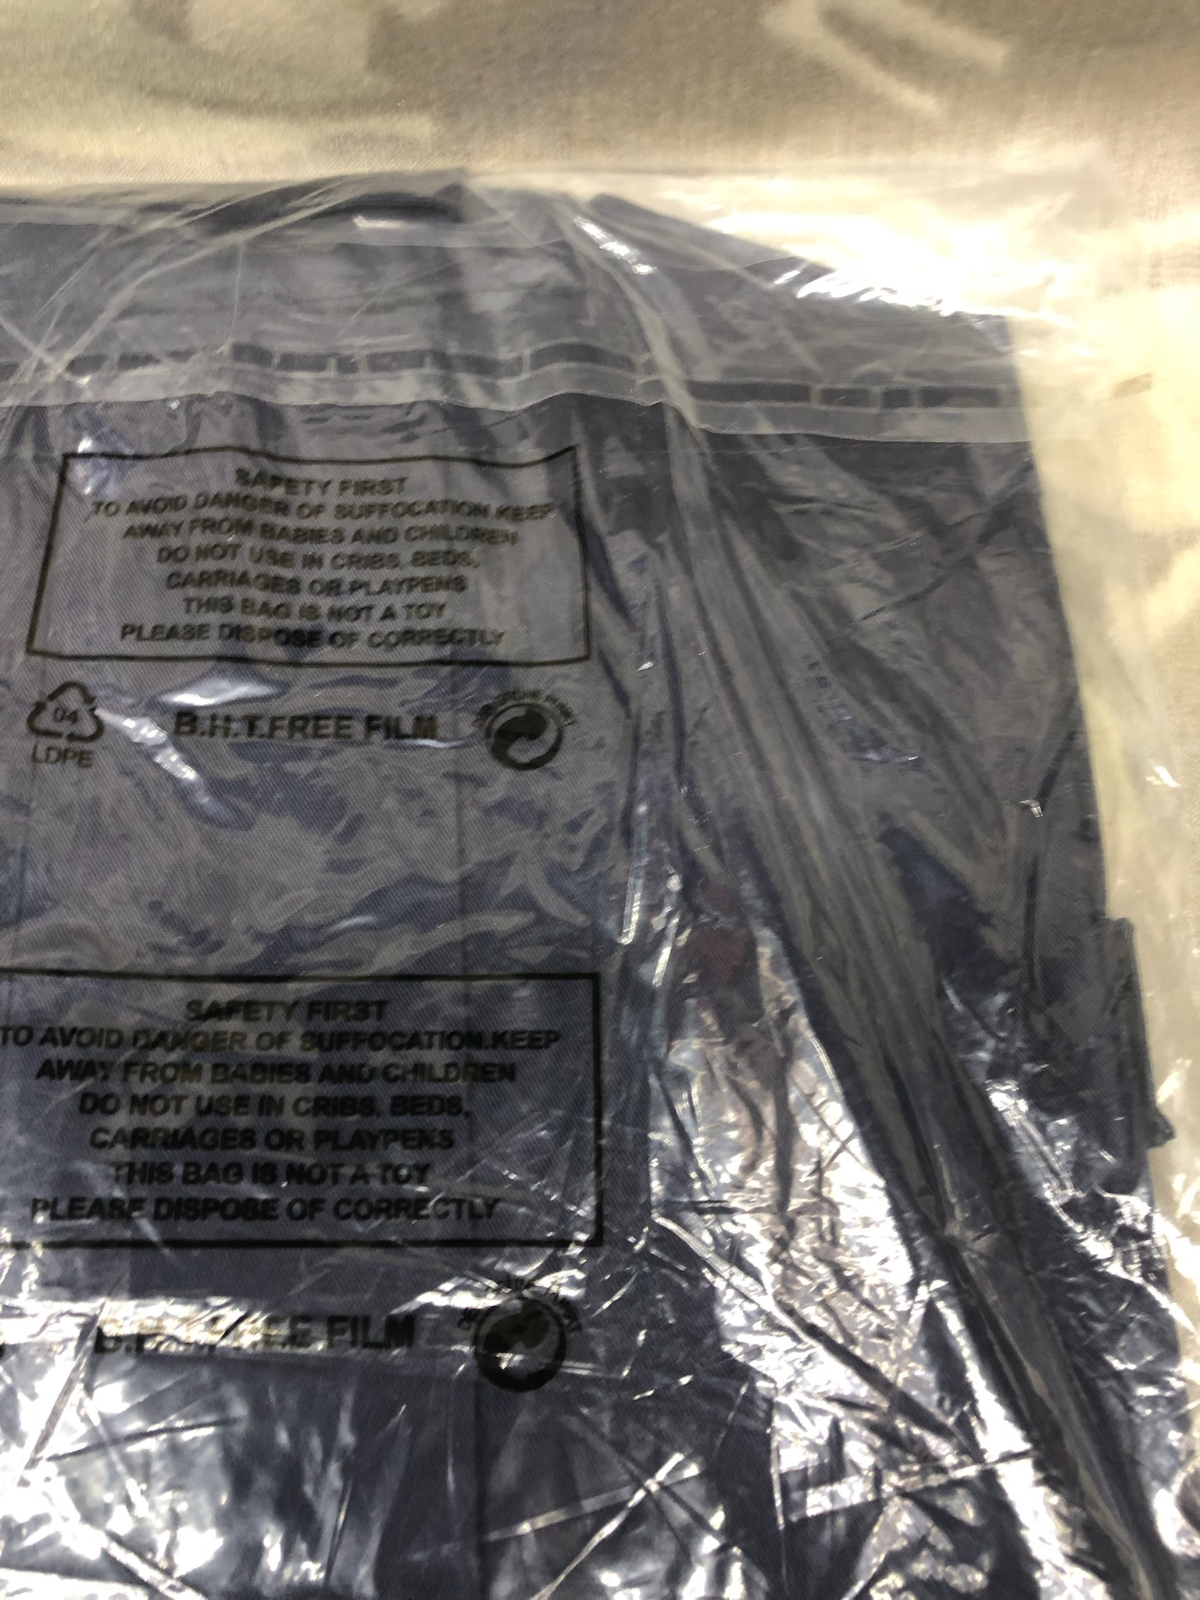 SAFETY FIRST
TO AVOID DANGER OF SUFFOCATION.KEEP
AWAY FROM BABIES AND CHILDREN
DO NOT USE IN CRIBS. BEDS,
CARRIAGES OR PLAYPENS
THIS BAG IS NOT A TOY
PLEASE DISPOSE OF CORRECTLY
04
LDPE
B.H.T.FREE FILM
SAFETY FIRST
TO AVOID DANGER OF SUFFOCATION.KEEP
AWAY FROM BABIES AND CHILDREN
DO NOT USE IN CRIBS. BEDS,
CARRIAGES OR PLAYPENS
THIS BAG IS NOT A TOY
PLEASE DISPOSE OF CORRECTLY
B.H.T.FREE FILM